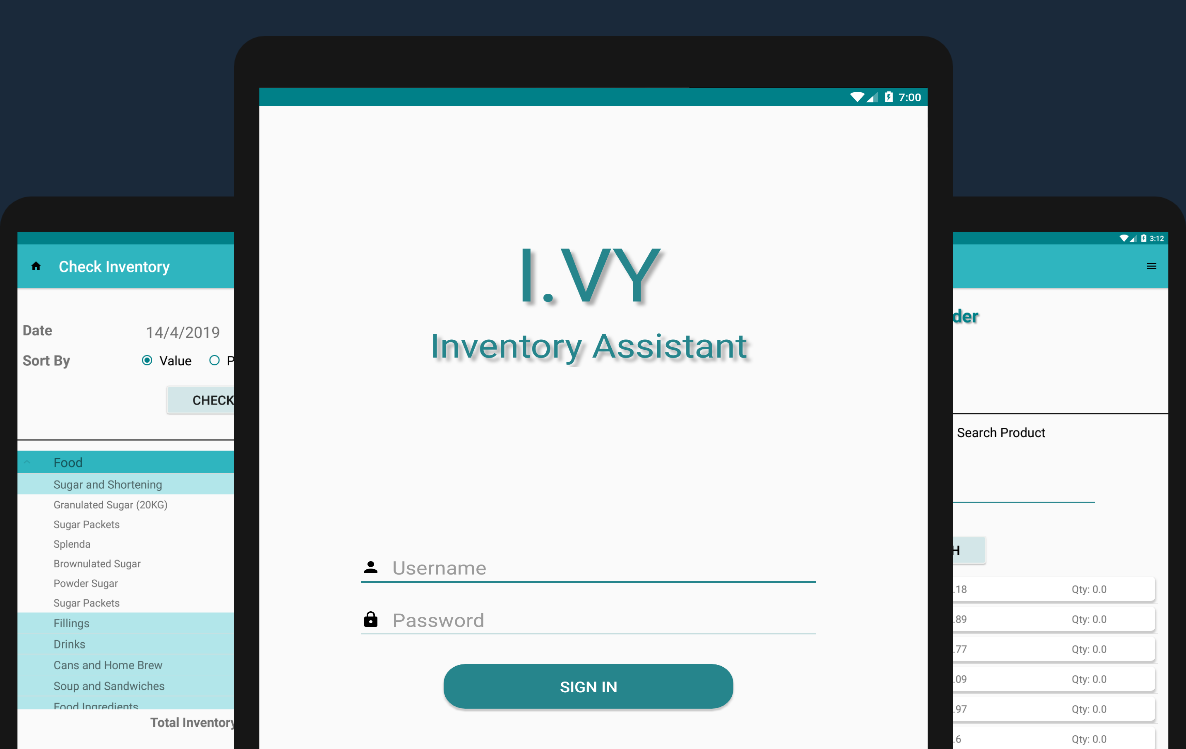 7:00
I.VY
Inventory Assistant
Username
Password
SIGN IN
Check Inventory
Date
14/4/2019
Sort By
Value
P
CHECK
Food
Sugar and Shortening
Granulated Sugar (20KG)
Sugar Packets
Splenda
Brownulated Sugar
Powder Sugar
Sugar Packets
Fillings
Drinks
Cans and Home Brew
Soup and Sandwiches
Food Ingredients
Total Inventory
3:12
der
Search Product
H
.18 Qty: 0.0
.89 Qty: 0.0
.77 Qty: 0.0
.09 Qty: 0.0
.97 Qty: 0.0
.6 Qty: 0.0